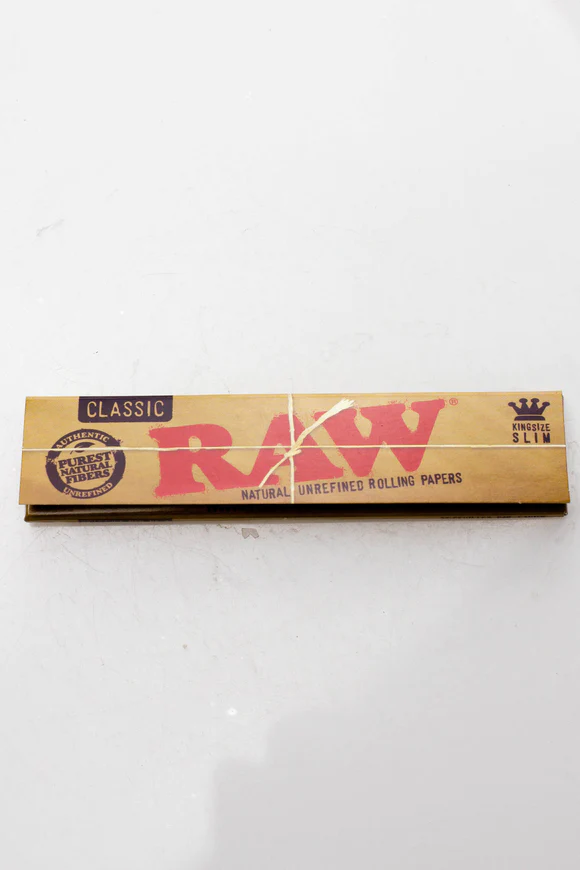 CLASSIC
AUTHENTIC
PUREST
NATURAL
FIBERS
UNREFINED
RAW®
NATURAL UNREFINED ROLLING PAPERS
KINGSIZE
SLIM